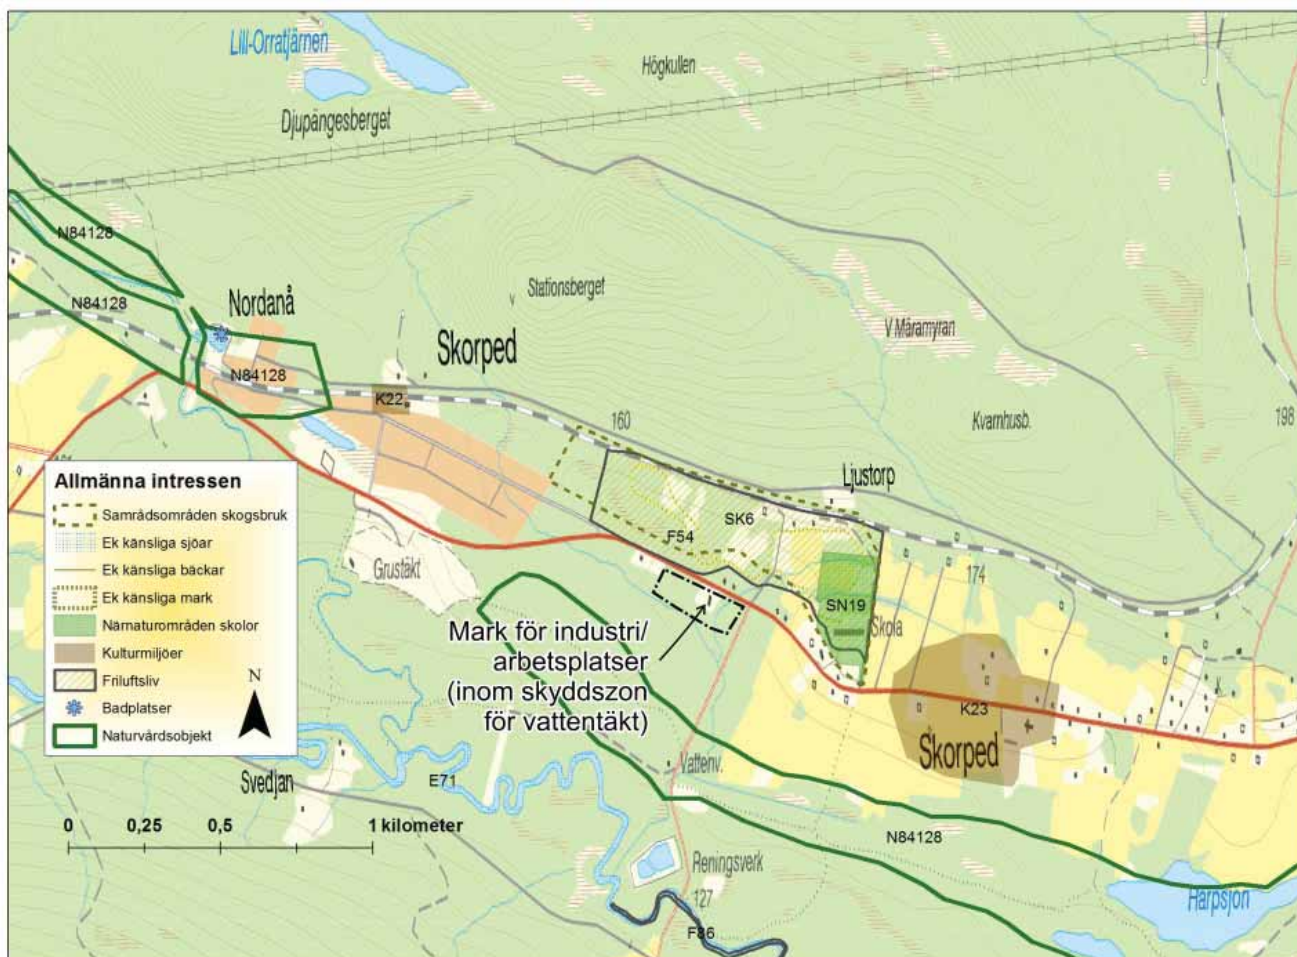 Lill-Orratjärnen
Högkullen
Djupängesberget
N84128
Nordanå
Stationsberget
N84128
V Märamyran
Skorped
N84128
K22
Kvarnhusb.
198
160
Ljustorp
Allmänna intressen
Samrådsområden skogsbruk
Ek känsliga sjöar
Ek känsliga bäckar
Ek känsliga mark
Närnaturområden skolor
Kulturmiljöer
Friluftsliv
Badplatser
Naturvårdsobjekt
N
SK6
F54
Grustäkt
174
SN19
Skola
Mark för industri/
arbetsplatser
(inom skyddszon
för vattentäkt)
K23
Skorped
Vattenv.
Svedjan
E71
0 0,25 0,5 1 kilometer
N84128
Reningsverk
127
Harpsjön
F86